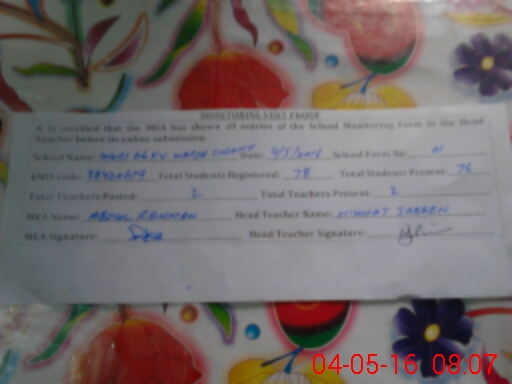 MONITORING VISIT PROOF
It is certified that the MEA has shown all entries of the School Monitoring Form to the Head
Teacher before its online submission.
School Name: WAPDA COLONY Date: 4/5/2016 School Form No:
EMIS Code: Total Students Registered: 78 Total Students Present: 76
Total Teachers Posted: 2 Total Teachers Present: 2
MEA Name: ABDUL REHMAN Head Teacher Name: JABEEN
MEA Signature: Head Teacher Signature:
04-05-16 08:07